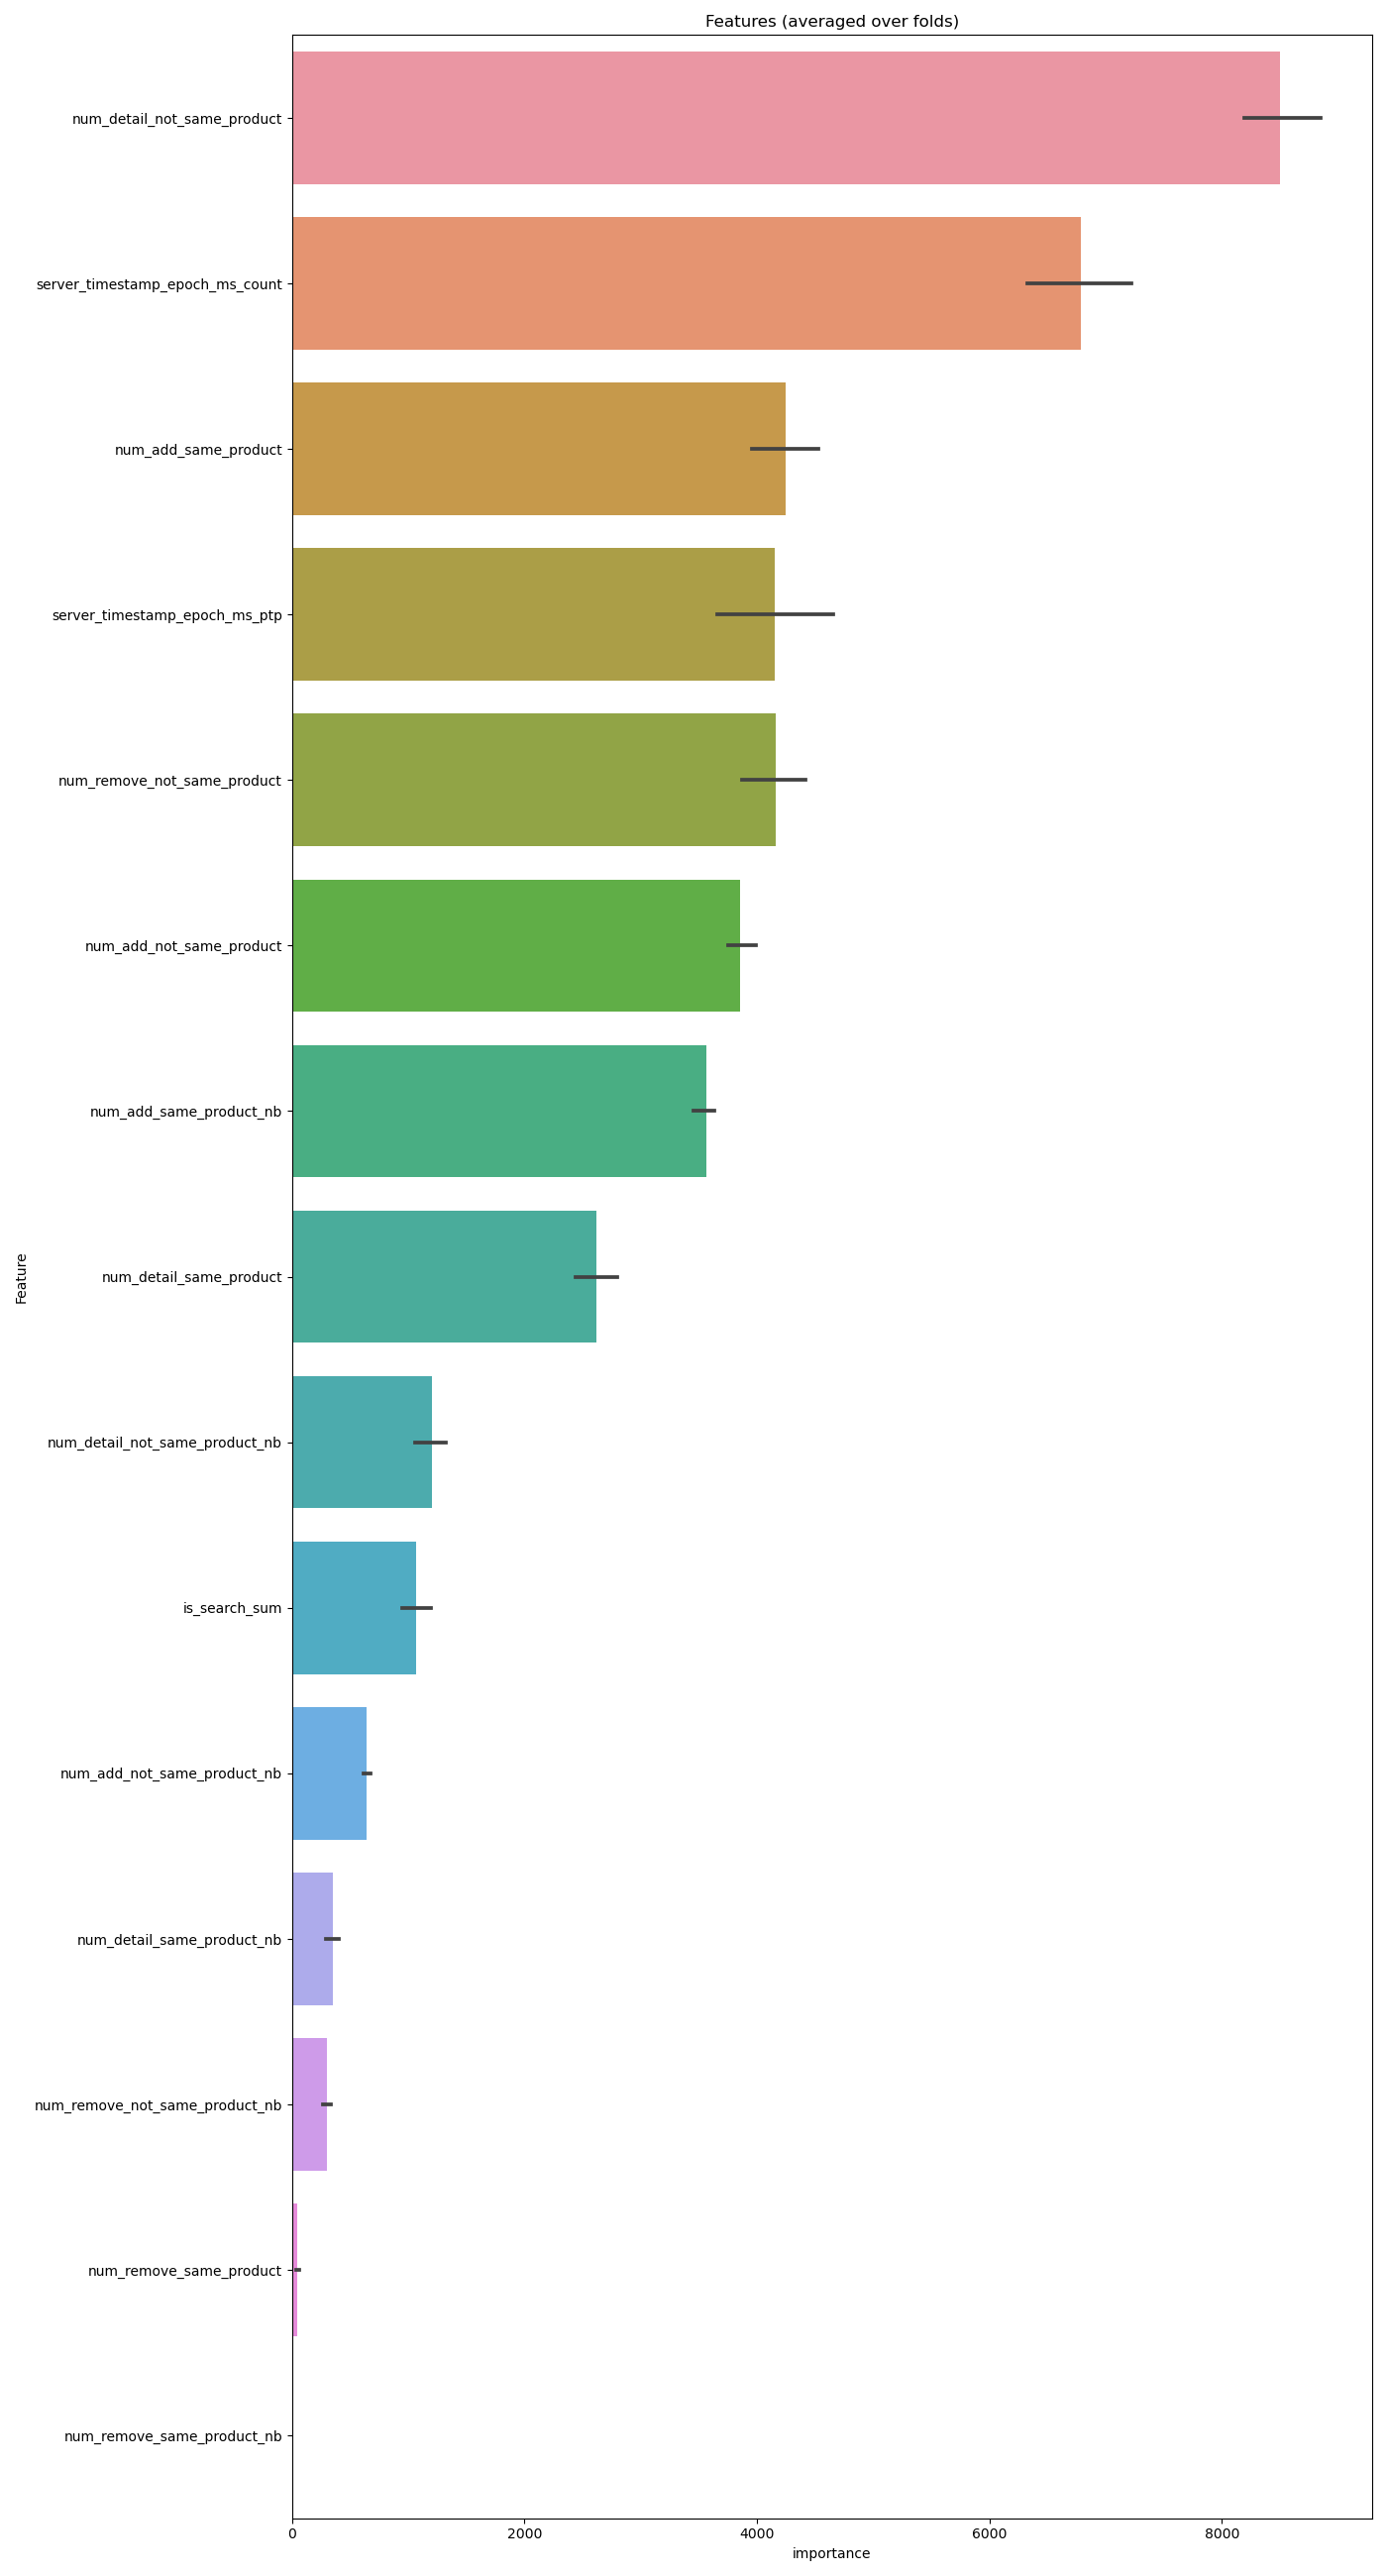 Features (averaged over folds)
num_detail_not_same_product
server_timestamp_epoch_ms_count
num_add_same_product
server_timestamp_epoch_ms_ptp
num_remove_not_same_product
num_add_not_same_product
num_add_same_product_nb
num_detail_same_product
num_detail_not_same_product_nb
is_search_sum
num_add_not_same_product_nb
num_detail_same_product_nb
num_remove_not_same_product_nb
num_remove_same_product
num_remove_same_product_nb
Feature
0 2000 4000 6000 8000
importance